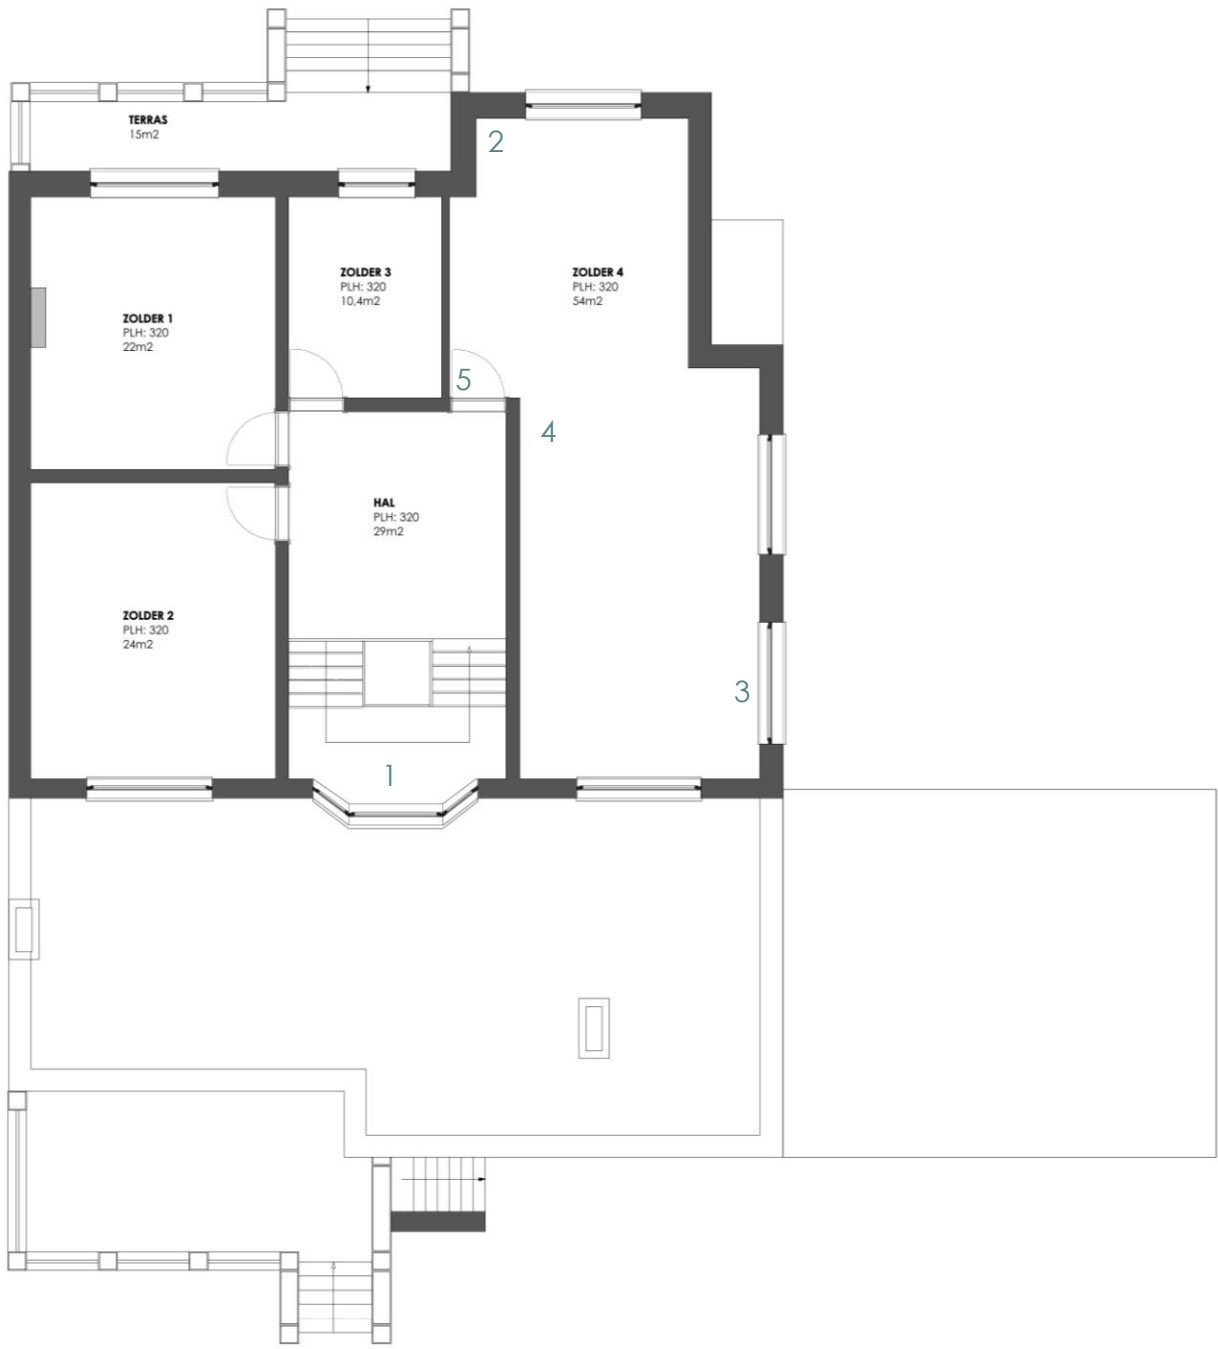 TERRAS
15m2
2
ZOLDER 3
PLH: 320
10,4m2
ZOLDER 4
PLH: 320
54m2
ZOLDER 1
PLH: 320
22m2
5
4
HAL
PLH: 320
29m2
ZOLDER 2
PLH: 320
24m2
3
1